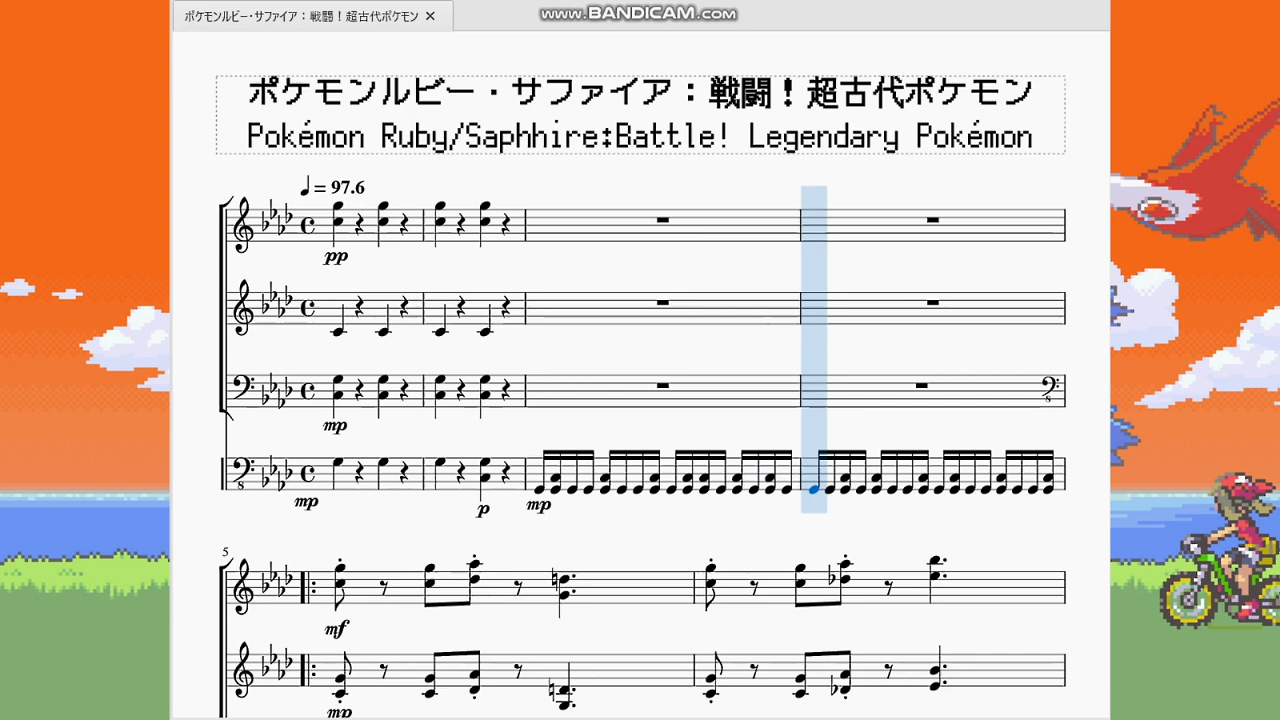 ポケモンルビー・サファイア：戦闘！超古代ポケモン ×
www.BANDICAM.com
ポケモンルビー・サファイア：戦闘！超古代ポケモン
Pokémon Ruby/Saphhire:Battle! Legendary Pokémon
♩ = 97.6
pp
mp
mp
p
mp
5
mf
mp